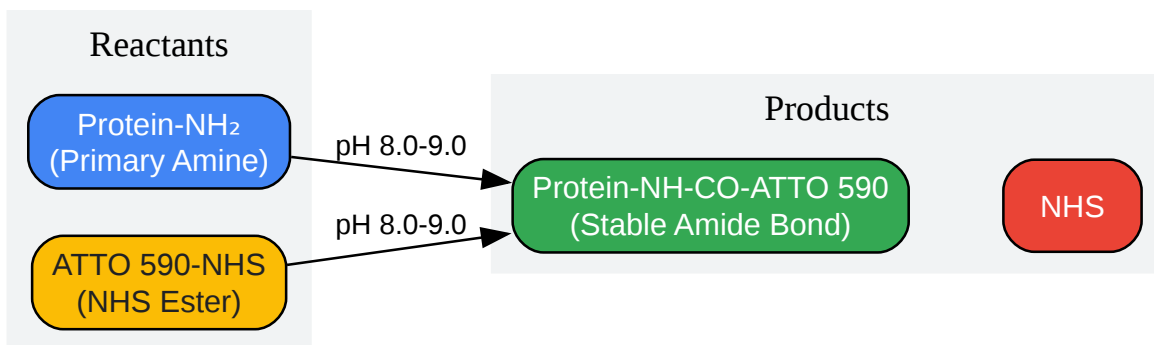 Reactants
Protein-NH₂
(Primary Amine)
ATTO 590-NHS
(NHS Ester)
pH 8.0-9.0
pH 8.0-9.0
Products
Protein-NH-CO-ATTO 590
(Stable Amide Bond)
NHS